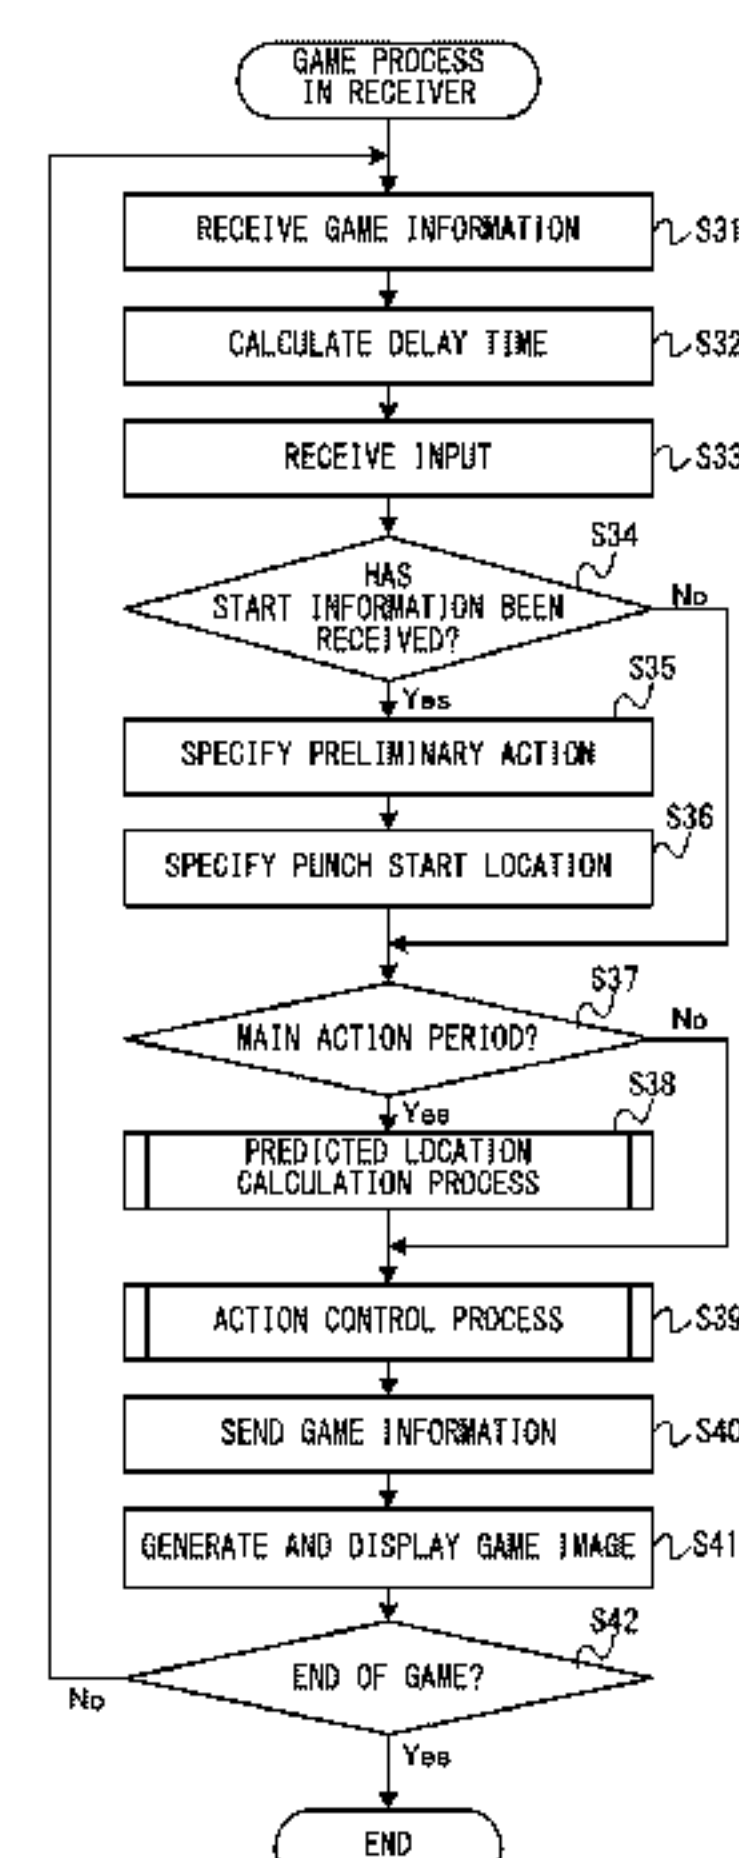 GAME PROCESS
IN RECEIVER
RECEIVE GAME INFORMATION
S31
CALCULATE DELAY TIME
S32
RECEIVE INPUT
S33
S34
HAS
START INFORMATION BEEN
RECEIVED?
No
Yes
S35
SPECIFY PRELIMINARY ACTION
S36
SPECIFY PUNCH START LOCATION
S37
MAIN ACTION PERIOD?
No
Yes
S38
PREDICTED LOCATION
CALCULATION PROCESS
ACTION CONTROL PROCESS
S39
SEND GAME INFORMATION
S40
GENERATE AND DISPLAY GAME IMAGE
S41
S42
END OF GAME?
No
Yes
END